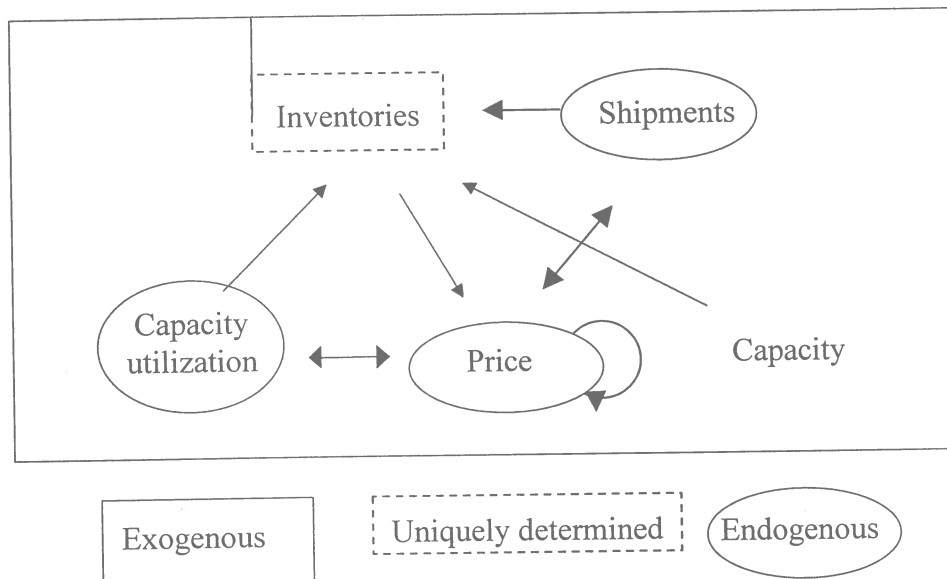 Inventories
Shipments
Capacity
utilization
Price
Capacity
Exogenous
Uniquely determined
Endogenous